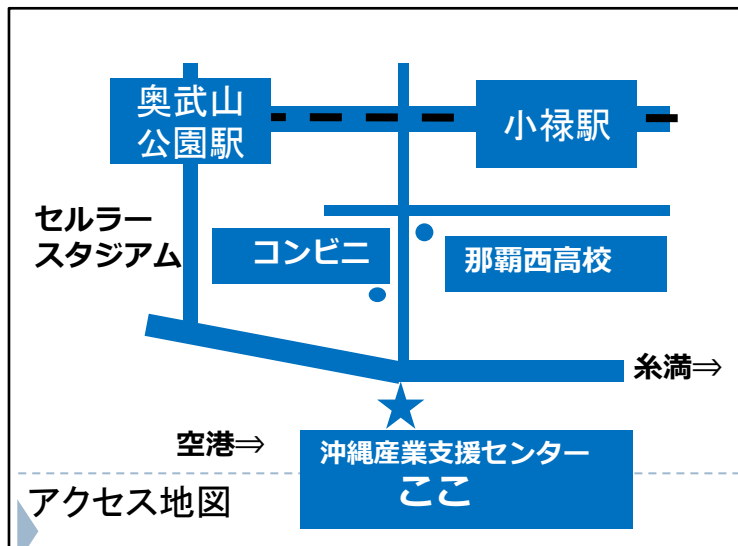 奥武山
公園駅
小禄駅
セルラー
スタジアム
コンビニ
那覇西高校
糸満⇒
空港⇒
沖縄産業支援センター
ここ
アクセス地図